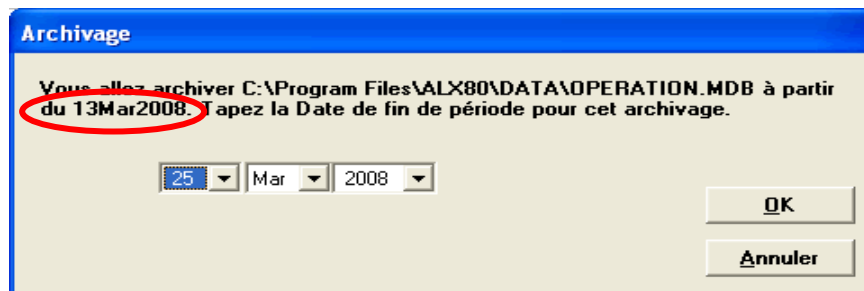 Archivage
Vous allez archiver C:\Program Files\ALX80\DATA\OPERATION.MDB à partir
du 13Mar2008. Tapez la Date de fin de période pour cet archivage.
25 Mar 2008
OK
Annuler